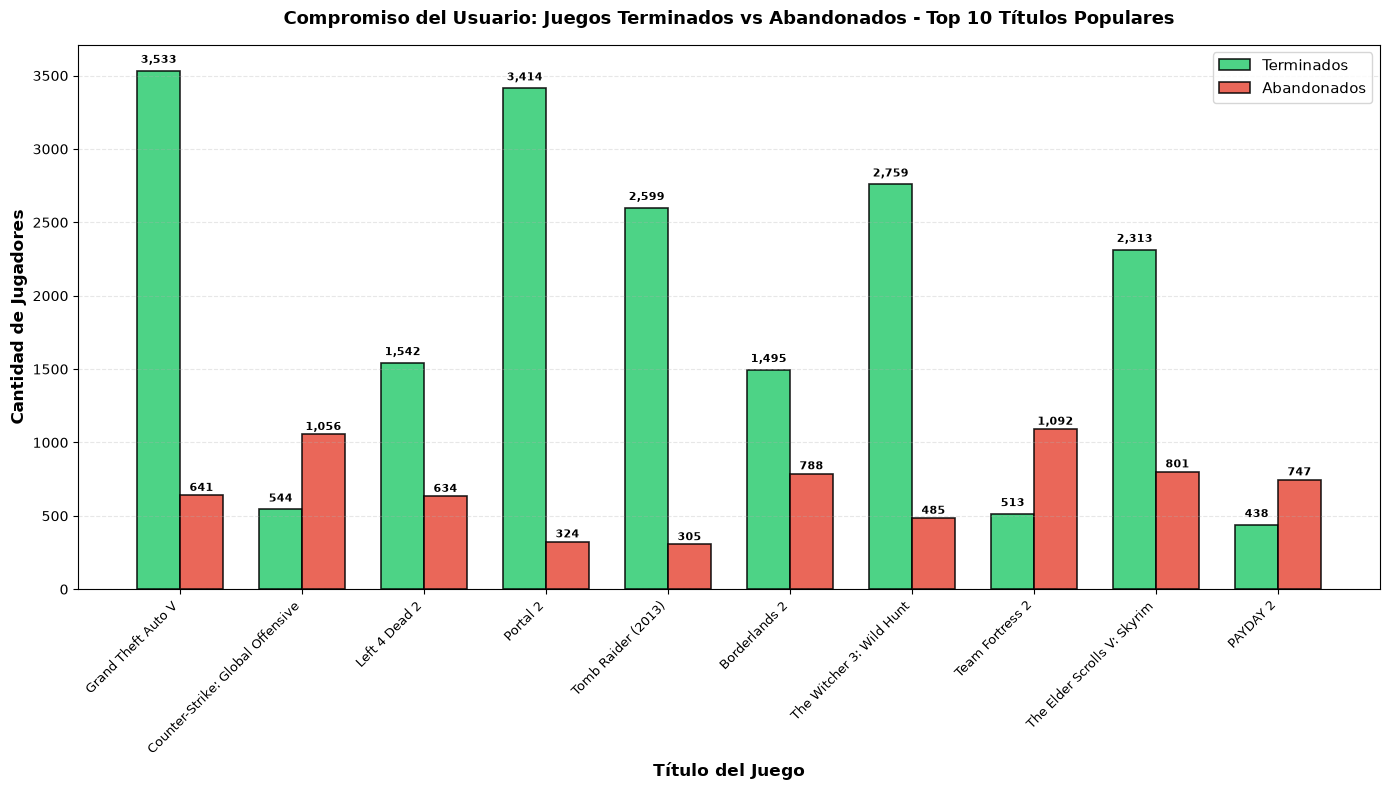 Compromiso del Usuario: Juegos Terminados vs Abandonados - Top 10 Títulos Populares
Terminados
Abandonados
Cantidad de Jugadores
3500
3000
2500
2000
1500
1000
500
0
3,533
641
544
1,056
1,542
634
3,414
324
2,599
305
1,495
788
2,759
485
513
1,092
2,313
801
438
747
Grand Theft Auto V
Counter-Strike: Global Offensive
Left 4 Dead 2
Portal 2
Tomb Raider (2013)
Borderlands 2
The Witcher 3: Wild Hunt
Team Fortress 2
The Elder Scrolls V: Skyrim
PAYDAY 2
Título del Juego